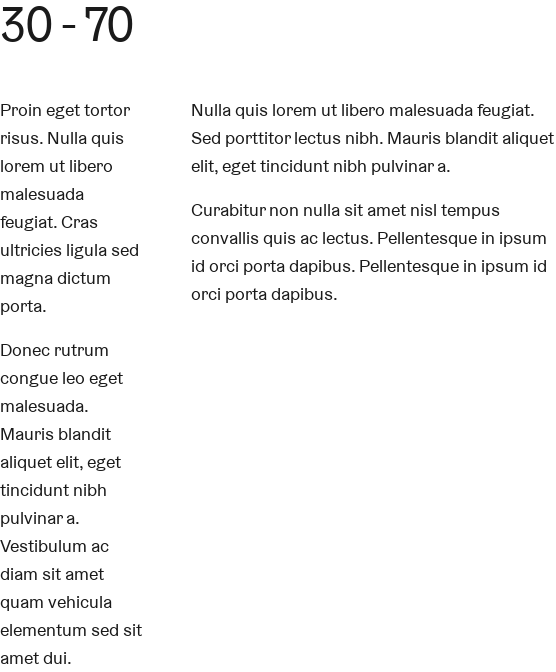 30 - 70
Proin eget tortor
risus. Nulla quis
lorem ut libero
malesuada
feugiat. Cras
ultricies ligula sed
magna dictum
porta.
Donec rutrum
congue leo eget
malesuada.
Mauris blandit
aliquet elit, eget
tincidunt nibh
pulvinar a.
Vestibulum ac
diam sit amet
quam vehicula
elementum sed sit
amet dui.
Nulla quis lorem ut libero malesuada feugiat.
Sed porttitor lectus nibh. Mauris blandit aliquet
elit, eget tincidunt nibh pulvinar a.
Curabitur non nulla sit amet nisl tempus
convallis quis ac lectus. Pellentesque in ipsum
id orci porta dapibus. Pellentesque in ipsum id
orci porta dapibus.